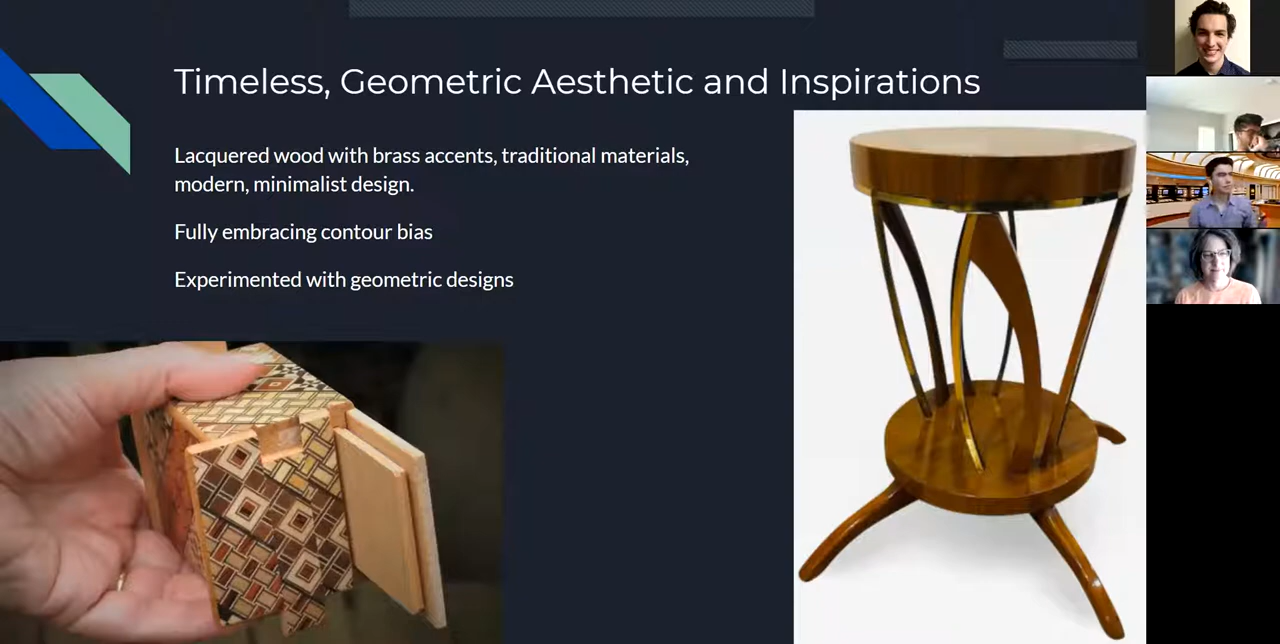 Timeless, Geometric Aesthetic and Inspirations
Lacquered wood with brass accents, traditional materials,
modern, minimalist design.
Fully embracing contour bias
Experimented with geometric designs